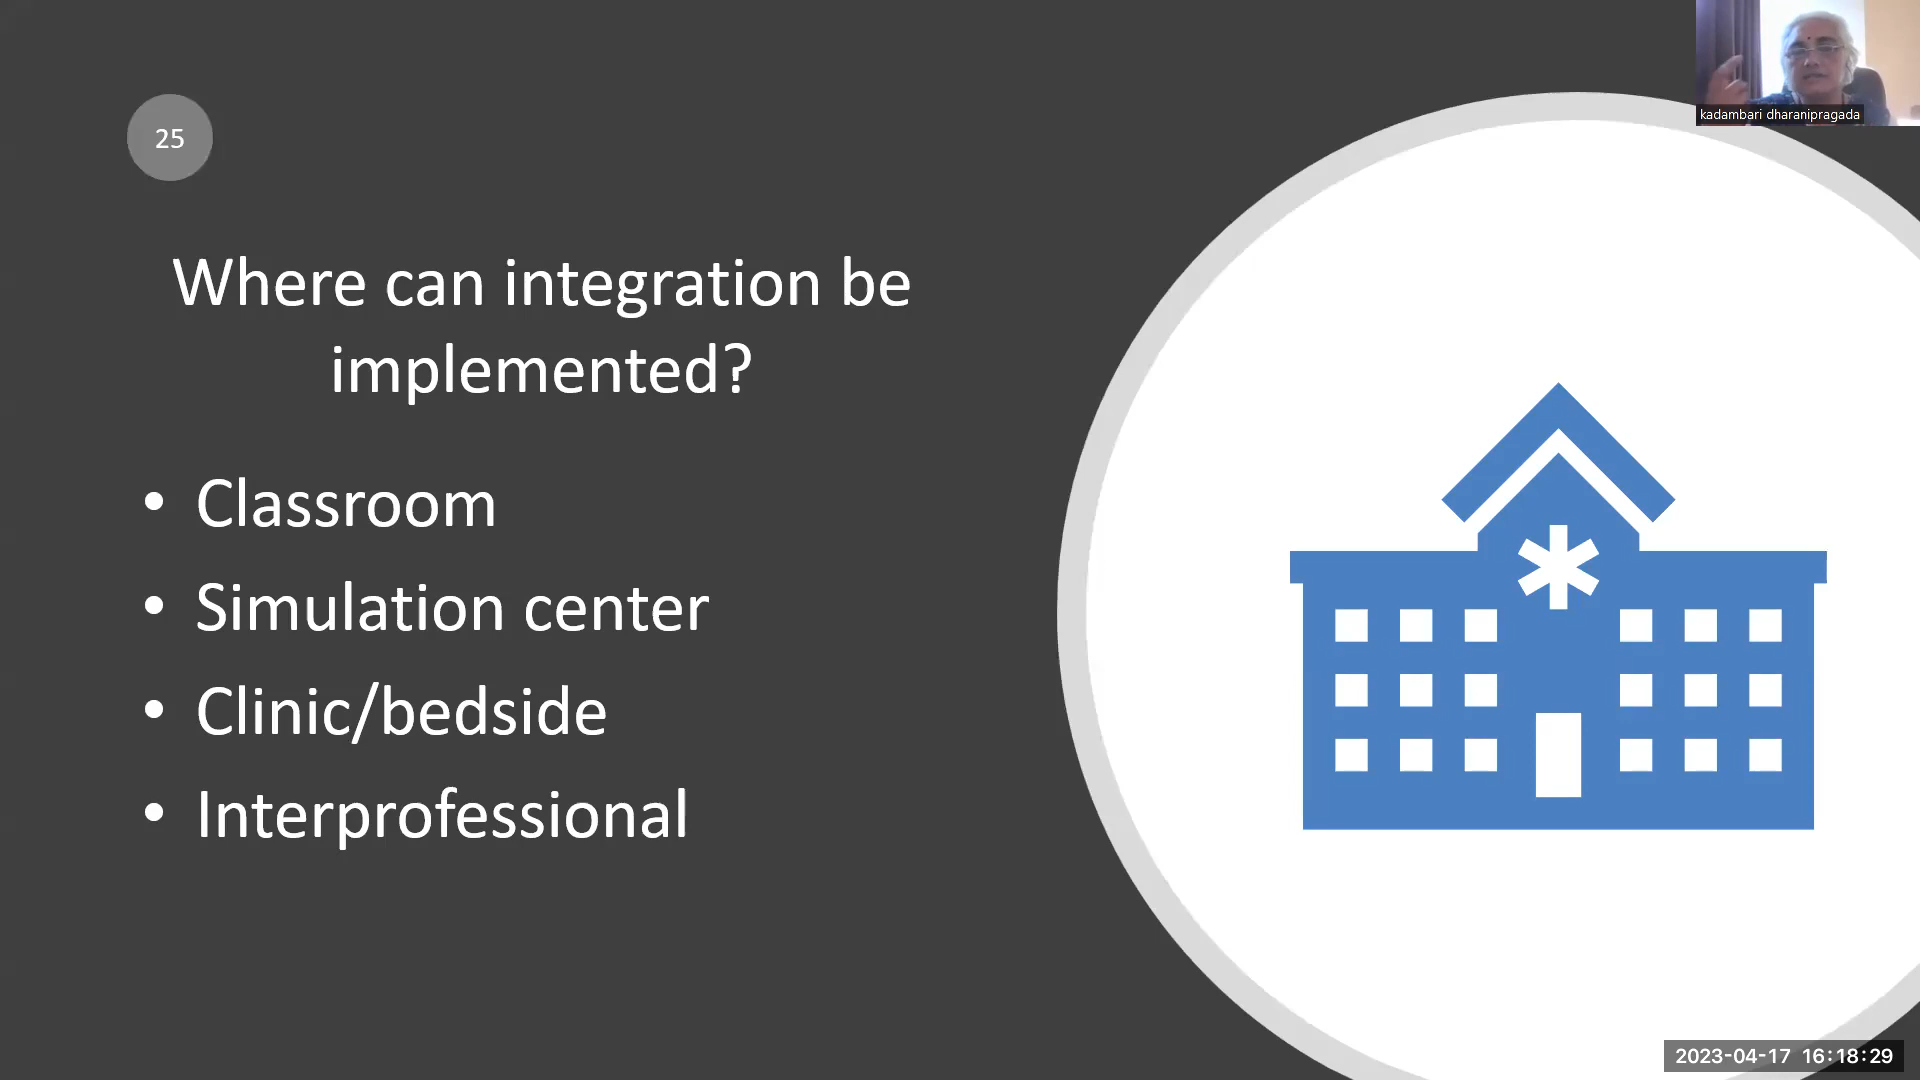 kadambari dharanipragada
25
Where can integration be
implemented?
• Classroom
• Simulation center
• Clinic/bedside
• Interprofessional
2023-04-17 16:18:29